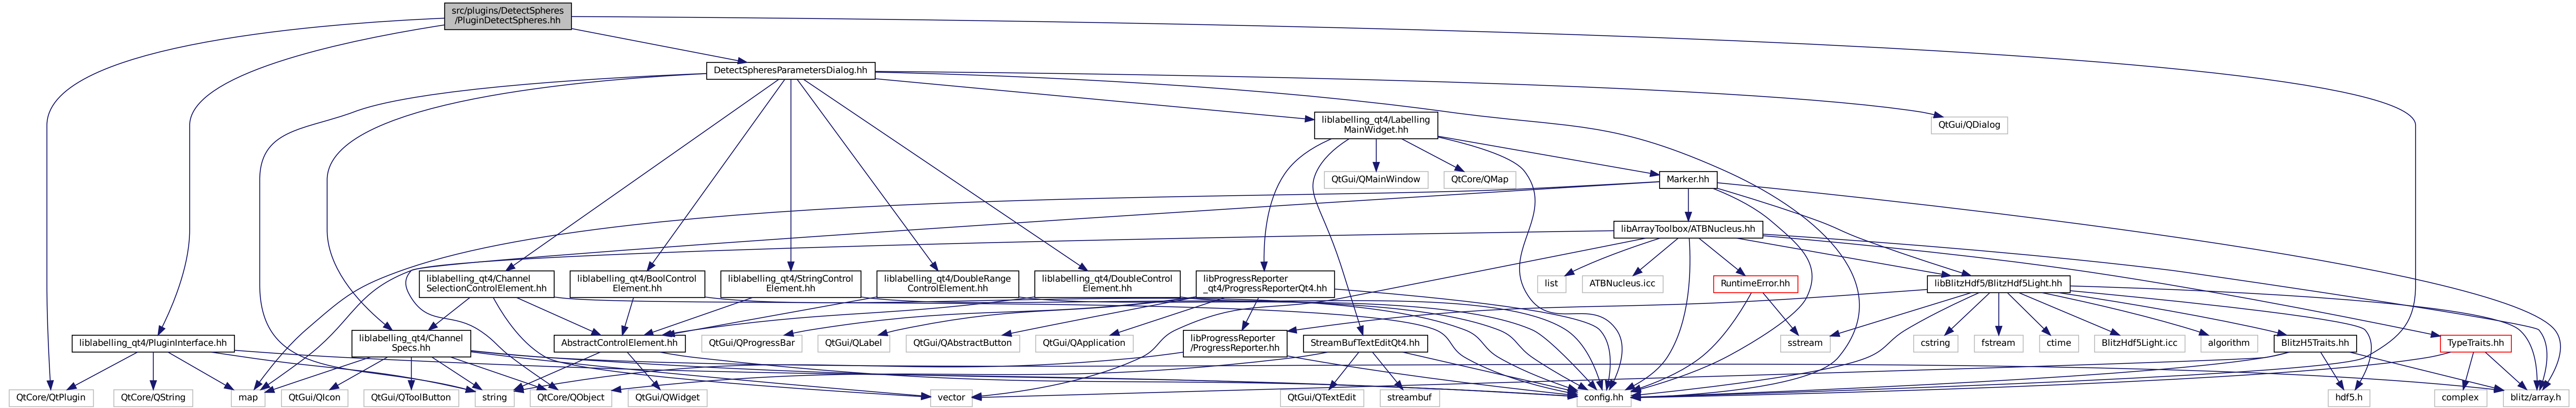 src/plugins/DetectSpheres
/PluginDetectSpheres.hh
DetectSpheresParametersDialog.hh
liblabelling_qt4/Labelling
MainWidget.hh
QtGui/QDialog
QtGui/QMainWindow
QtCore/QMap
Marker.hh
libArrayToolbox/ATBNucleus.hh
liblabelling_qt4/Channel
SelectionControlElement.hh
liblabelling_qt4/BoolControl
Element.hh
liblabelling_qt4/StringControl
Element.hh
liblabelling_qt4/DoubleRange
ControlElement.hh
liblabelling_qt4/DoubleControl
Element.hh
libProgressReporter
_qt4/ProgressReporterQt4.hh
list
ATBNucleus.icc
RuntimeError.hh
libBlitzHdf5/BlitzHdf5Light.hh
liblabelling_qt4/PluginInterface.hh
liblabelling_qt4/Channel
Specs.hh
AbstractControlElement.hh
QtGui/QProgressBar
QtGui/QLabel
QtGui/QAbstractButton
QtGui/QApplication
libProgressReporter
/ProgressReporter.hh
StreamBufTextEditQt4.hh
sstream
cstring
fstream
ctime
BlitzHdf5Light.icc
algorithm
BlitzH5Traits.hh
TypeTraits.hh
QtCore/QtPlugin
QtCore/QString
map
QtGui/QIcon
QtGui/QToolButton
string
QtCore/QObject
QtGui/QWidget
vector
QtGui/QTextEdit
streambuf
config.hh
hdf5.h
complex
blitz/array.h